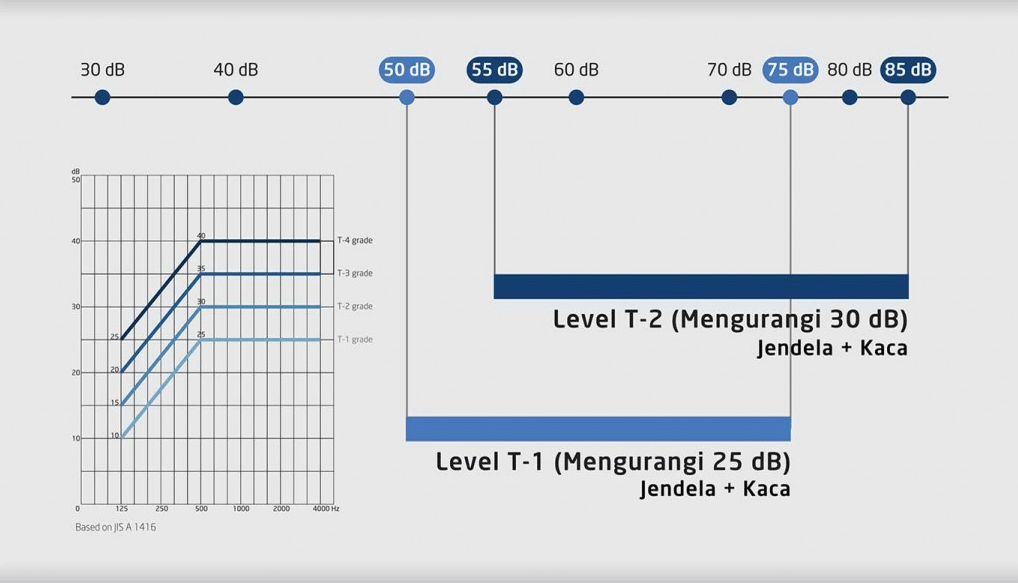 30 dB 40 dB 50 dB 55 dB 60 dB 70 dB 75 dB 80 dB 85 dB
dB
50
40
30
20
10
0 125 250 500 1000 2000 4000 Hz
40
35
30
25
25
20
15
10
T-4 grade
T-3 grade
T-2 grade
T-1 grade
Based on JIS A 1416
Level T-2 (Mengurangi 30 dB)
Jendela + Kaca
Level T-1 (Mengurangi 25 dB)
Jendela + Kaca